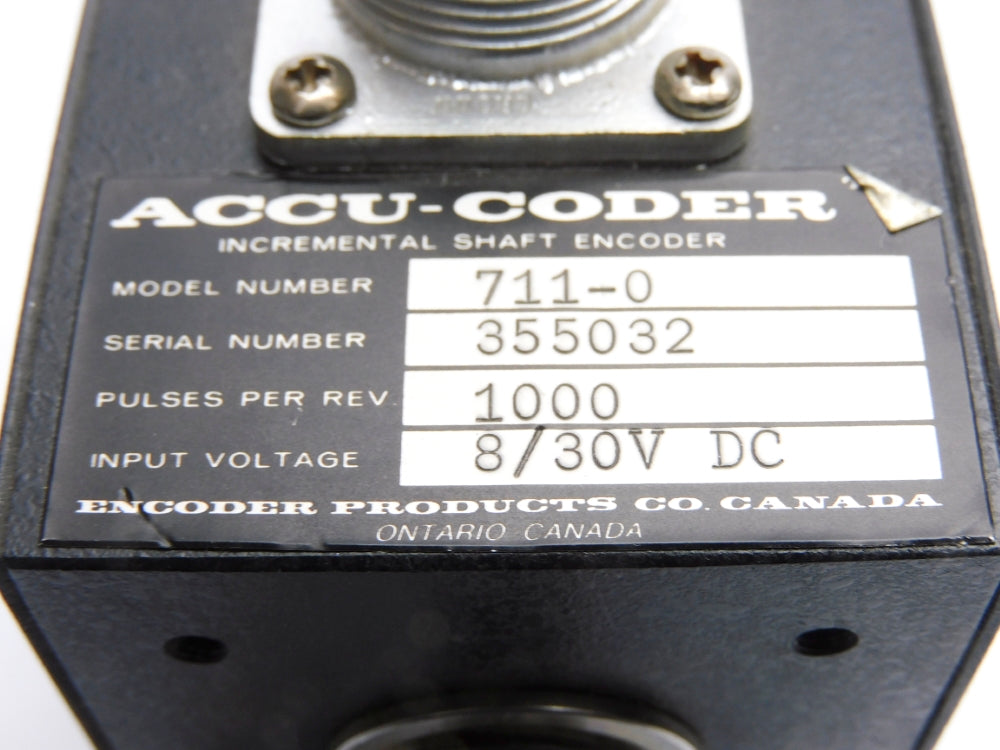 ACCU-CODER
INCREMENTAL SHAFT ENCODER
MODEL NUMBER 711-0
SERIAL NUMBER 355032
PULSES PER REV. 1000
INPUT VOLTAGE 8/30V DC
ENCODER PRODUCTS CO. CANADA
ONTARIO CANADA